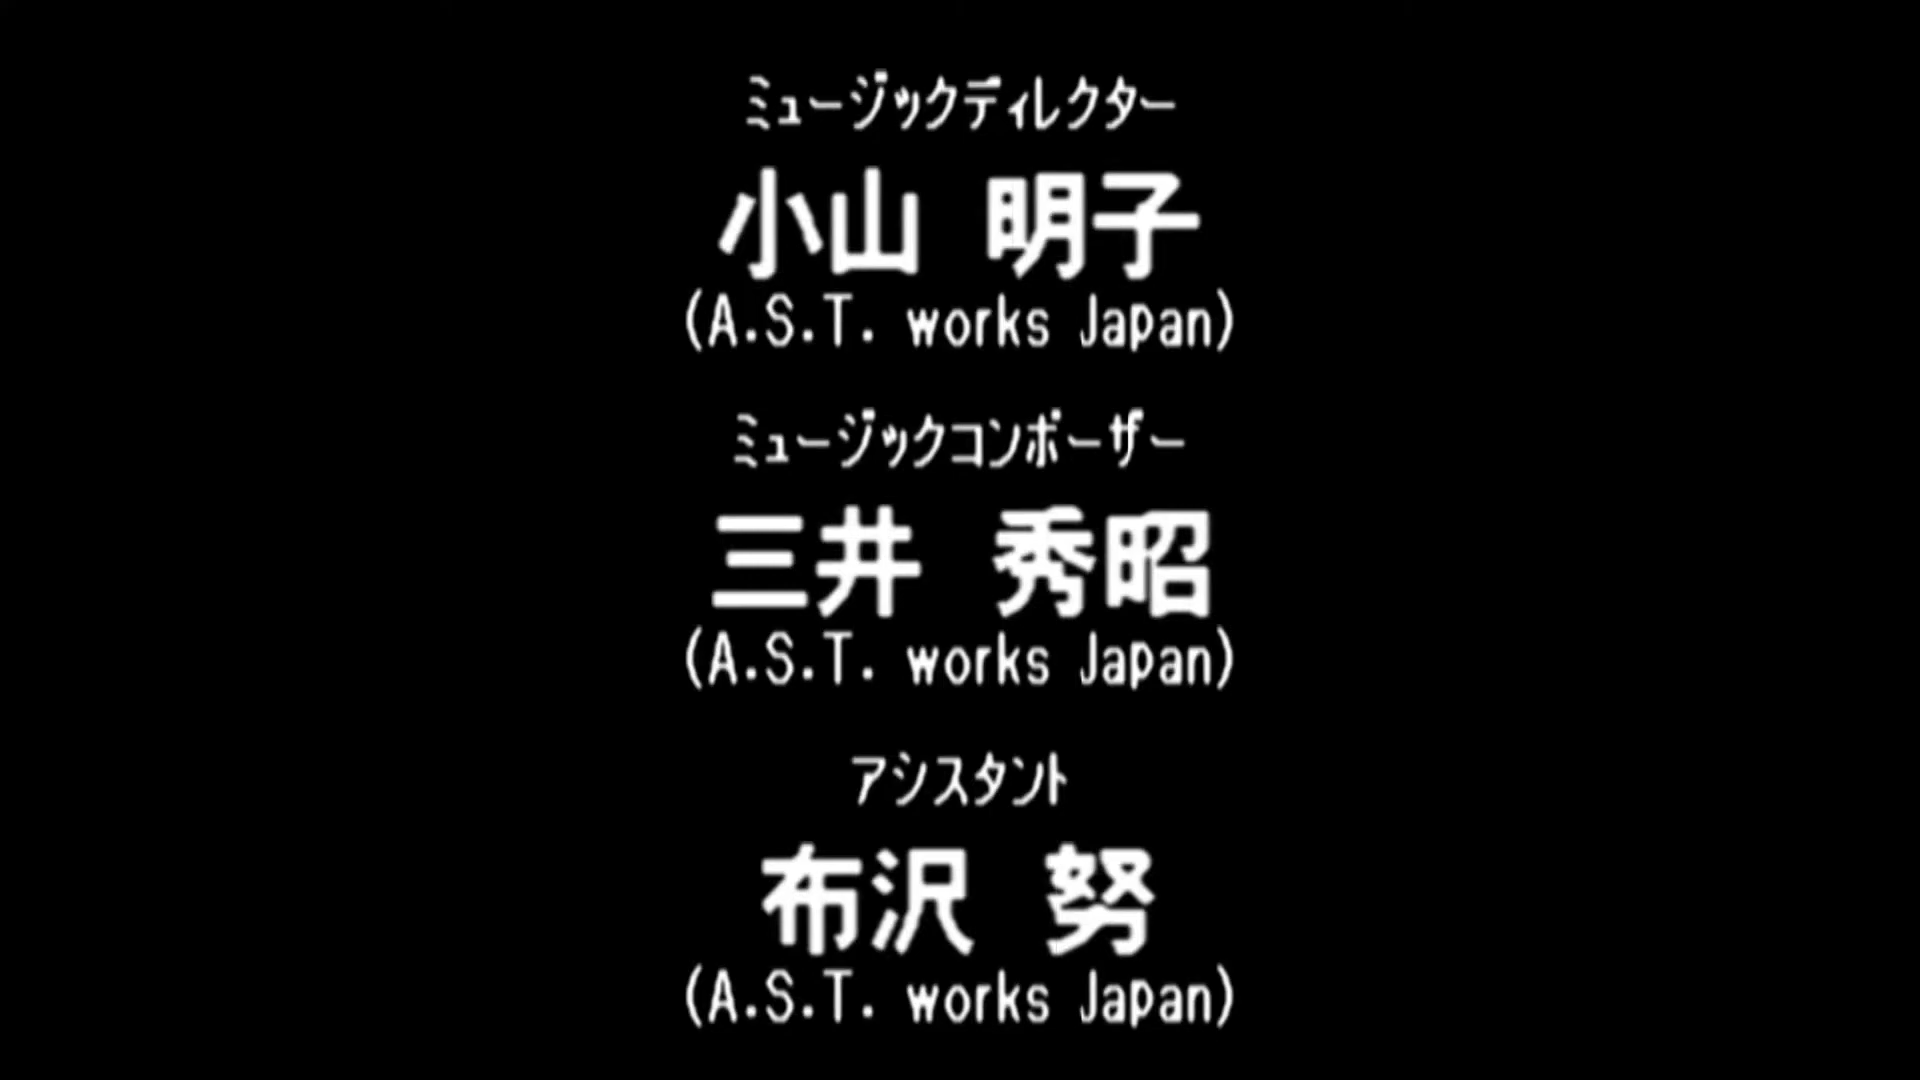 ミュージックディレクター
小山 明子
(A.S.T. works Japan)
ミュージックコンポーザー
三井 秀昭
(A.S.T. works Japan)
アシスタント
布沢 努
(A.S.T. works Japan)